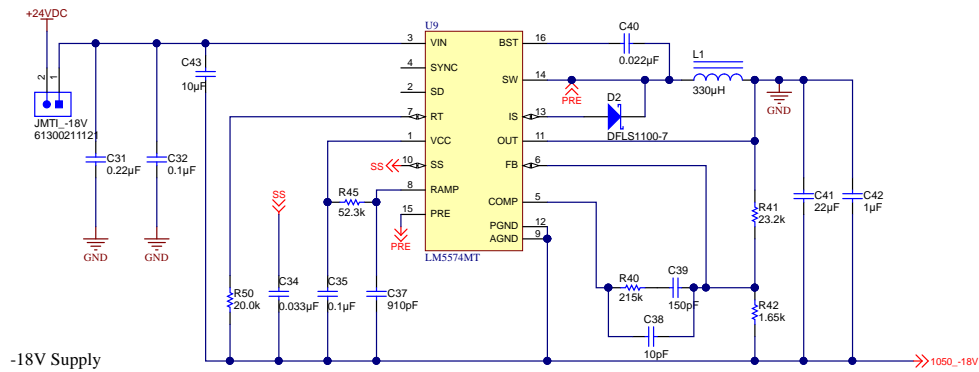 +24VDC
2
1
JMTI_-18V
61300211121
C31
0.22µF
GND
C32
0.1µF
GND
C43
10µF
R50
20.0k
SS
C34
0.033µF
C35
0.1µF
R45
52.3k
C37
910pF
SS
PRE
U9
3 VIN
4 SYNC
2 SD
7 RT
1 VCC
10 SS
8 RAMP
15 PRE
BST 16
SW 14
IS 13
OUT 11
FB 6
COMP 5
PGND 12
AGND 9
LM5574MT
C40
0.022µF
PRE
D2
DFLS1100-7
L1
330µH
GND
R40
215k
C39
150pF
C38
10pF
R41
23.2k
R42
1.65k
C41
22µF
C42
1µF
1050_-18V
-18V Supply